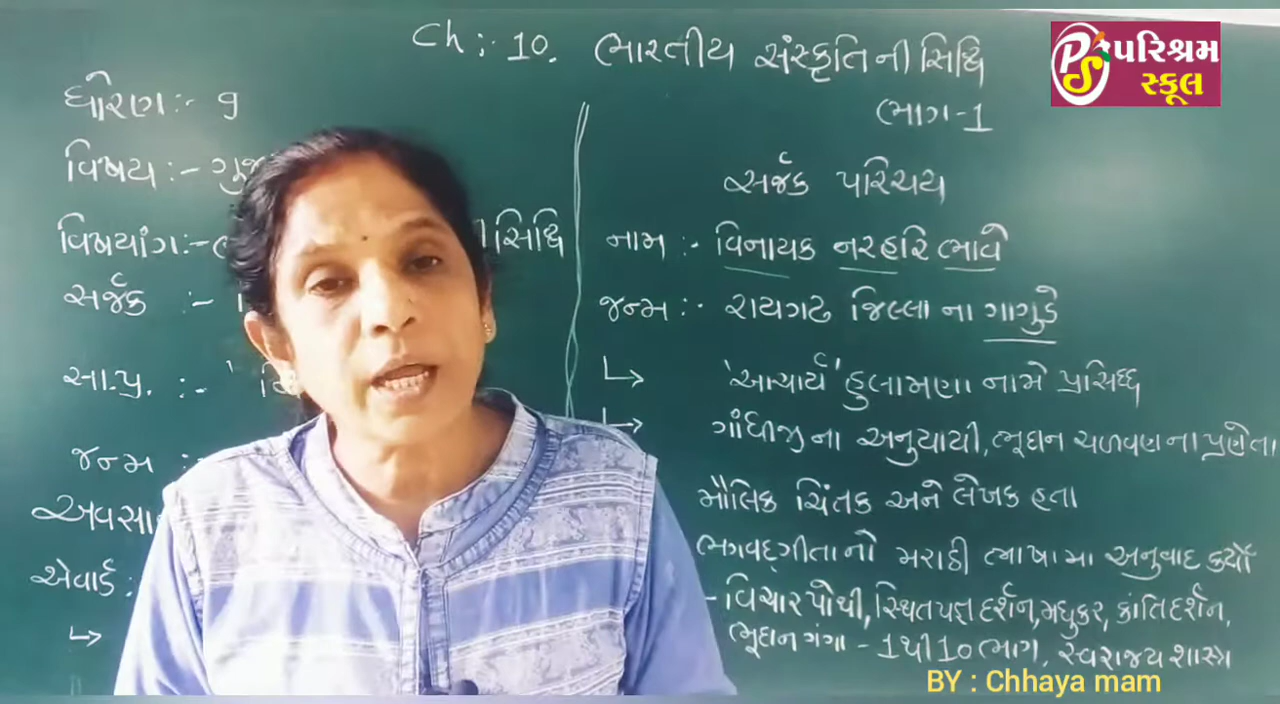 Ch :- 10. ભારતીય સંસ્કૃતિની સિધ્ધિ
ભાગ-1
પરિશ્રમ
સ્કૂલ
ધોરણ:- 9
વિષય :- ગુજ
વિષયાંગ:-
સિધ્ધિ
સર્જક :-
સા.પ્ર. :- ' વિ
જન્મ :
અવસા
એવાર્ડ :
સર્જક પરિચય
નામ :- વિનાયક નરહરિ ભાવે
જન્મ :- રાયગઢ જિલ્લાના ગાગુડે
↳ 'આચાર્ય' હુલામણા નામે પ્રસિધ્ધ
↳ ગાંધીજીના અનુયાયી, ભૂદાન ચળવળના પ્રણેતા
મૌલિક ચિંતક અને લેખક હતા
ભગવદ્ગીતાનો મરાઠી ભાષામા અનુવાદ કર્યો
- વિચાર પોથી, સ્થિતપ્રજ્ઞ દર્શન, મધુકર, ક્રાંતિદર્શન,
ભૂદાન ગંગા - 1થી 10 ભાગ, સ્વરાજય શાસ્ત્ર
BY : Chhaya mam